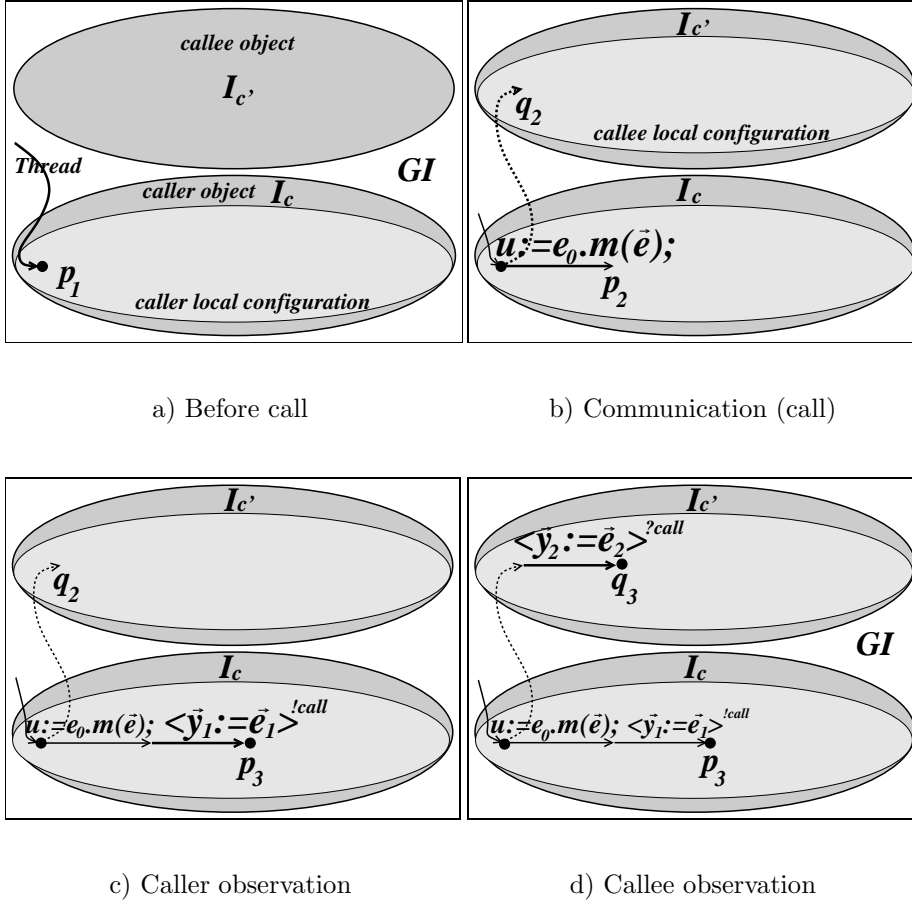 callee object
I_c'
Thread
GI
caller object I_c
p_1
caller local configuration
a) Before call
I_c'
q_2
callee local configuration
I_c
u:=e_0.m(e⃗);
p_2
b) Communication (call)
I_c'
q_2
I_c
u:=e_0.m(e⃗); <y⃗_1:=e⃗_1>^!call
p_3
c) Caller observation
I_c'
<y⃗_2:=e⃗_2>^?call
q_3
GI
I_c
u:=e_0.m(e⃗); <y⃗_1:=e⃗_1>^!call
p_3
d) Callee observation